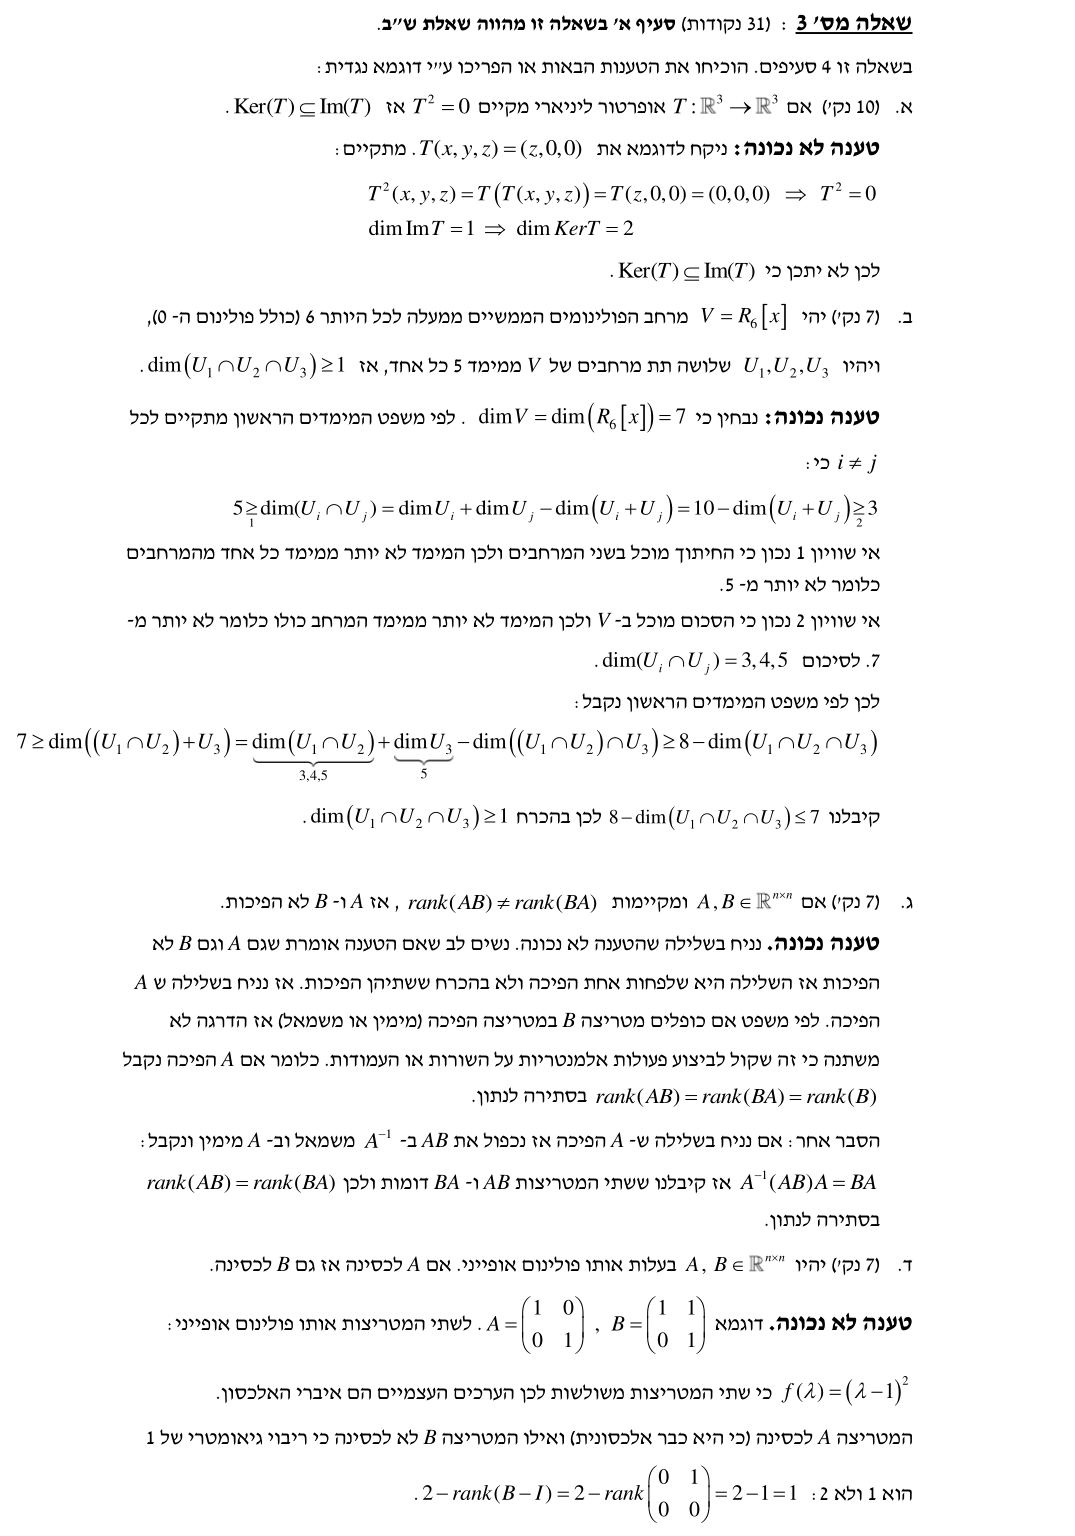 שאלה מס' 3 : (31 נקודות) סעיף א' בשאלה זו מהווה שאלת ש"ב.
בשאלה זו 4 סעיפים. הוכיחו את הטענות הבאות או הפריכו ע"י דוגמא נגדית:
א. (10 נק') אם T : ℝ³ → ℝ³ אופרטור ליניארי מקיים T² = 0 אז Ker(T) ⊆ Im(T) .
טענה לא נכונה: ניקח לדוגמא את T(x, y, z) = (z,0,0) . מתקיים:
T²(x, y, z) = T(T(x, y, z)) = T(z,0,0) = (0,0,0) ⇒ T² = 0
dim Im T = 1 ⇒ dim KerT = 2
לכן לא יתכן כי Ker(T) ⊆ Im(T) .
ב. (7 נק') יהי V = R₆[x] מרחב הפולינומים הממשיים ממעלה לכל היותר 6 (כולל פולינום ה- 0),
ויהיו U₁,U₂,U₃ שלושה תת מרחבים של V ממימד 5 כל אחד, אז dim(U₁ ∩ U₂ ∩ U₃) ≥ 1 .
טענה נכונה: נבחין כי dim V = dim(R₆[x]) = 7 . לפי משפט המימדים הראשון מתקיים לכל
i ≠ j כי:
5 ≥₁ dim(Uᵢ ∩ Uⱼ) = dim Uᵢ + dim Uⱼ − dim(Uᵢ + Uⱼ) = 10 − dim(Uᵢ + Uⱼ) ≥₂ 3
אי שוויון 1 נכון כי החיתוך מוכל בשני המרחבים ולכן המימד לא יותר ממימד כל אחד מהמרחבים
כלומר לא יותר מ- 5.
אי שוויון 2 נכון כי הסכום מוכל ב- V ולכן המימד לא יותר ממימד המרחב כולו כלומר לא יותר מ-
7. לסיכום dim(Uᵢ ∩ Uⱼ) = 3,4,5 .
לכן לפי משפט המימדים הראשון נקבל:
7 ≥ dim((U₁ ∩ U₂) + U₃) = dim(U₁ ∩ U₂) + dim U₃ − dim((U₁ ∩ U₂) ∩ U₃) ≥ 8 − dim(U₁ ∩ U₂ ∩ U₃)
3,4,5 5
קיבלנו 8 − dim(U₁ ∩ U₂ ∩ U₃) ≤ 7 לכן בהכרח dim(U₁ ∩ U₂ ∩ U₃) ≥ 1 .
ג. (7 נק') אם A, B ∈ ℝⁿˣⁿ ומקיימות rank(AB) ≠ rank(BA) , אז A ו- B לא הפיכות.
טענה נכונה. נניח בשלילה שהטענה לא נכונה. נשים לב שאם הטענה אומרת שגם A וגם B לא
הפיכות אז השלילה היא שלפחות אחת הפיכה ולא בהכרח ששתיהן הפיכות. אז נניח בשלילה ש A
הפיכה. לפי משפט אם כופלים מטריצה B במטריצה הפיכה (מימין או משמאל) אז הדרגה לא
משתנה כי זה שקול לביצוע פעולות אלמנטריות על השורות או העמודות. כלומר אם A הפיכה נקבל
rank(AB) = rank(BA) = rank(B) בסתירה לנתון.
הסבר אחר: אם נניח בשלילה ש- A הפיכה אז נכפול את AB ב- A⁻¹ משמאל וב- A מימין ונקבל:
A⁻¹(AB)A = BA אז קיבלנו ששתי המטריצות AB ו- BA דומות ולכן rank(AB) = rank(BA)
בסתירה לנתון.
ד. (7 נק') יהיו A, B ∈ ℝⁿˣⁿ בעלות אותו פולינום אופייני. אם A לכסינה אז גם B לכסינה.
טענה לא נכונה. דוגמא A = (1 0; 0 1) , B = (1 1; 0 1) . לשתי המטריצות אותו פולינום אופייני:
f(λ) = (λ − 1)² כי שתי המטריצות משולשות לכן הערכים העצמיים הם איברי האלכסון.
המטריצה A לכסינה (כי היא כבר אלכסונית) ואילו המטריצה B לא לכסינה כי ריבוי גיאומטרי של 1
הוא 1 ולא 2: 2 − rank(B − I) = 2 − rank(0 1; 0 0) = 2 − 1 = 1 .